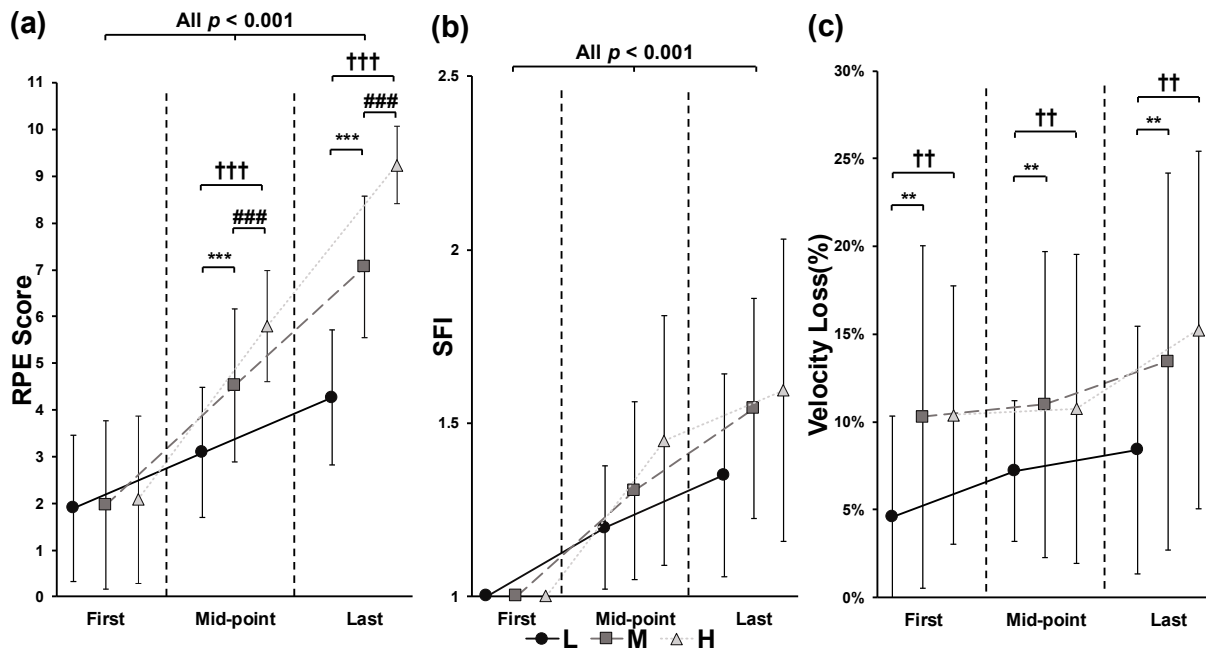 (a)
All p < 0.001
RPE Score
11
10
9
8
7
6
5
4
3
2
1
0
***
†††
###
***
†††
###
First
Mid-point
Last
(b)
All p < 0.001
SFI
2.5
2
1.5
1
First
Mid-point
Last
(c)
Velocity Loss(%)
30%
25%
20%
15%
10%
5%
0%
††
**
††
**
††
**
First
Mid-point
Last
L M H